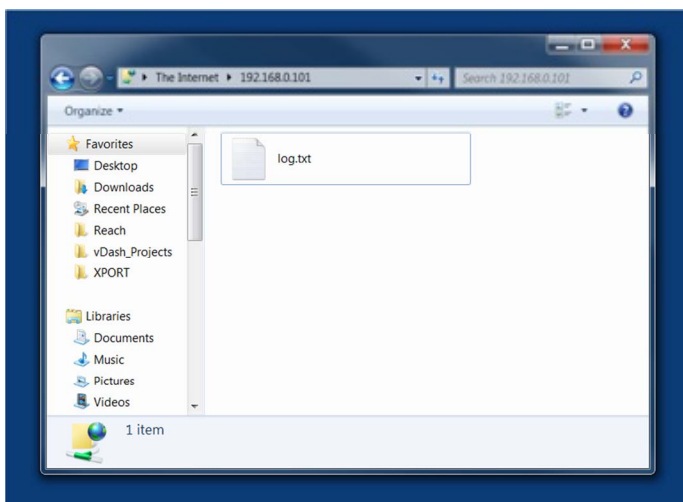 The Internet ▸ 192.168.0.101
Search 192.168.0.101
Organize
Favorites
Desktop
Downloads
Recent Places
Reach
vDash_Projects
XPORT
Libraries
Documents
Music
Pictures
Videos
log.txt
1 item